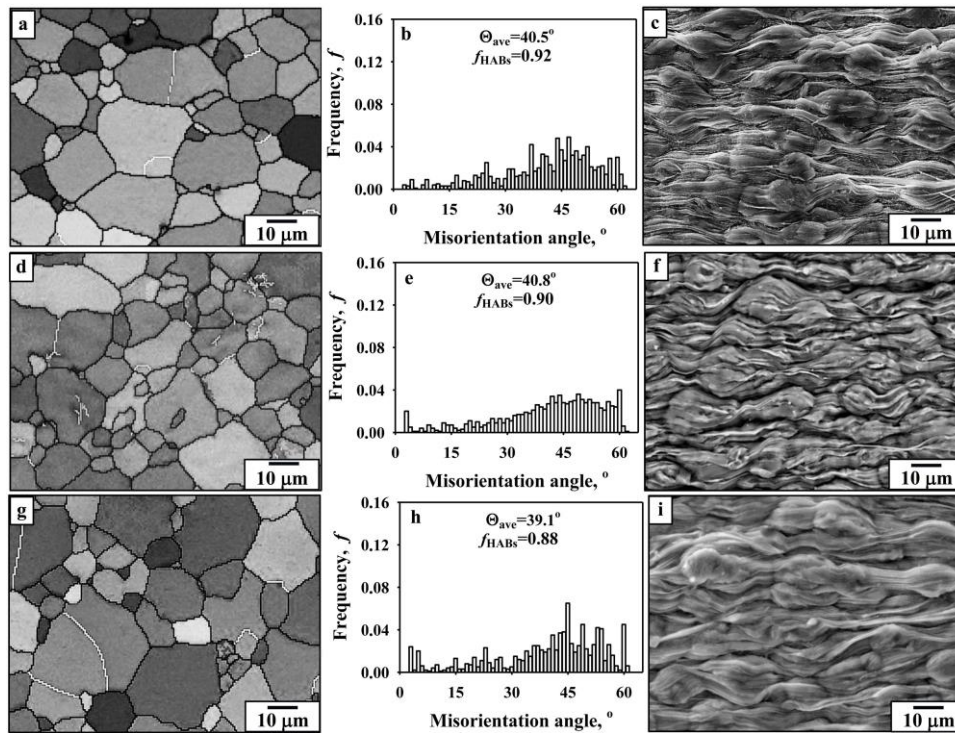 a
10 µm
b
0.16
0.12
0.08
0.04
0.00
Frequency, f
Θave=40.5°
fHABs=0.92
0 15 30 45 60
Misorientation angle, °
c
10 µm
d
10 µm
e
0.16
0.12
0.08
0.04
0.00
Frequency, f
Θave=40.8°
fHABs=0.90
0 15 30 45 60
Misorientation angle, °
f
10 µm
g
10 µm
h
0.16
0.12
0.08
0.04
0.00
Frequency, f
Θave=39.1°
fHABs=0.88
0 15 30 45 60
Misorientation angle, °
i
10 µm